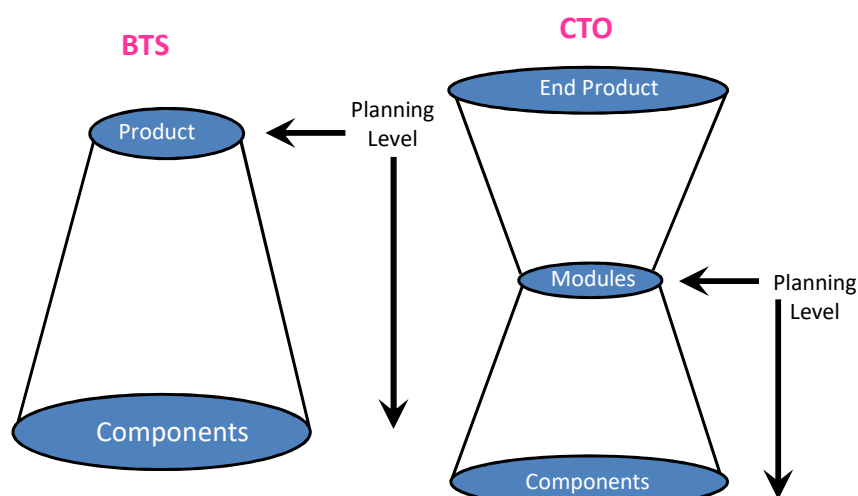 BTS
Product
Planning
Level
Components
CTO
End Product
Modules
Planning
Level
Components